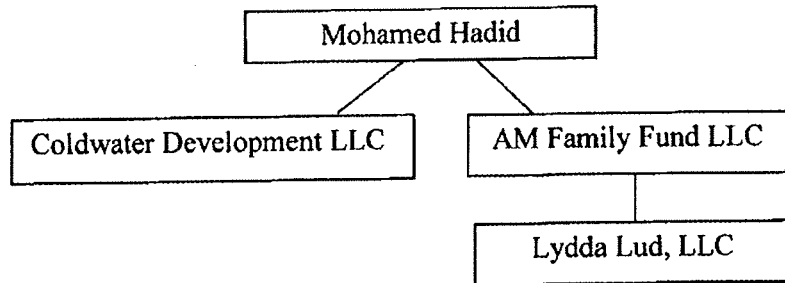 Mohamed Hadid
Coldwater Development LLC
AM Family Fund LLC
Lydda Lud, LLC